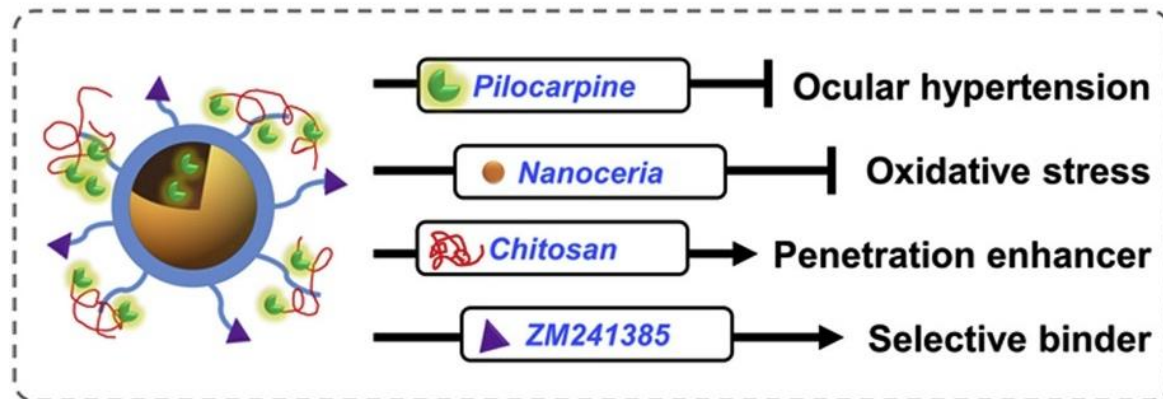 Pilocarpine Ocular hypertension
Nanoceria Oxidative stress
Chitosan Penetration enhancer
ZM241385 Selective binder